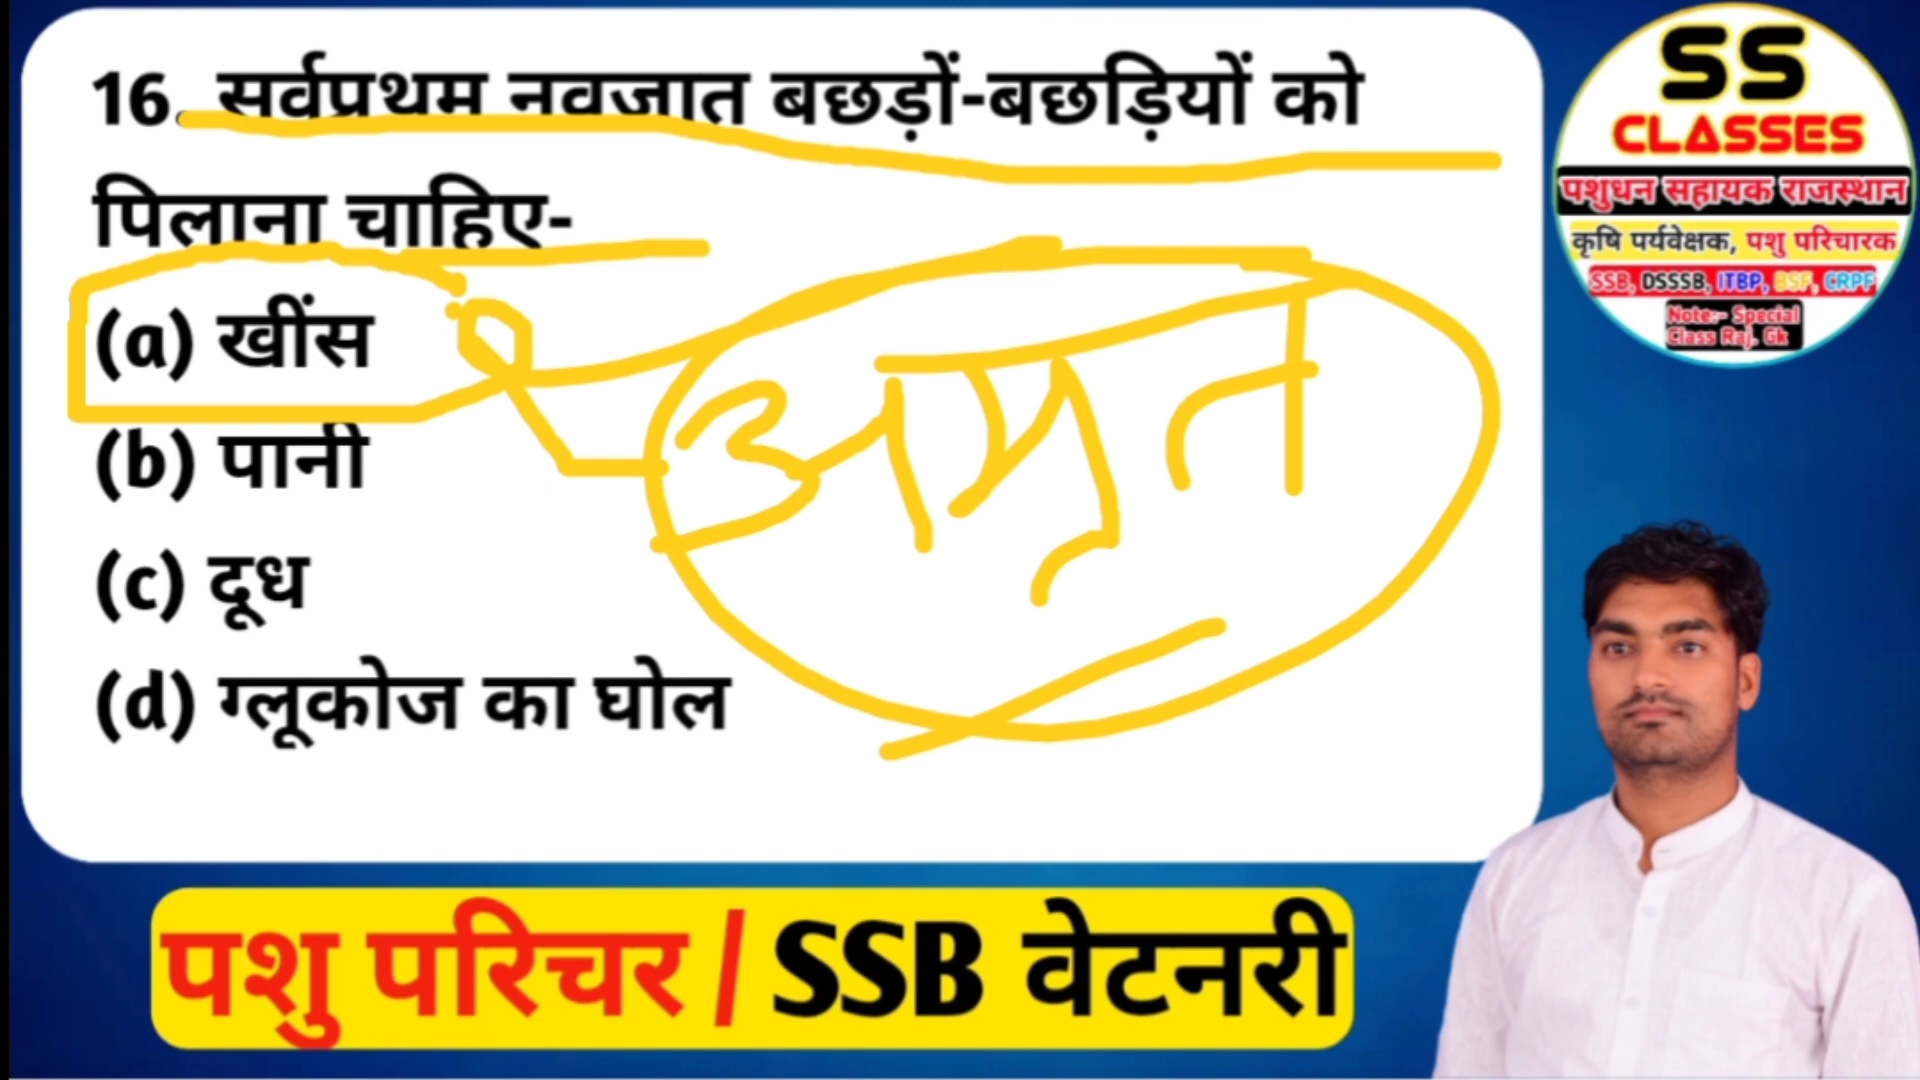 16. सर्वप्रथम नवजात बछड़ों-बछड़ियों को
पिलाना चाहिए-
(a) खींस
(b) पानी
(c) दूध
(d) ग्लूकोज का घोल
अमृत
पशु परिचर / SSB वेटनरी
SS
CLASSES
पशुधन सहायक राजस्थान
कृषि पर्यवेक्षक, पशु परिचारक
SSB, DSSSB, ITBP, BSF, CRPF
Note:- Special
Class Raj. Gk